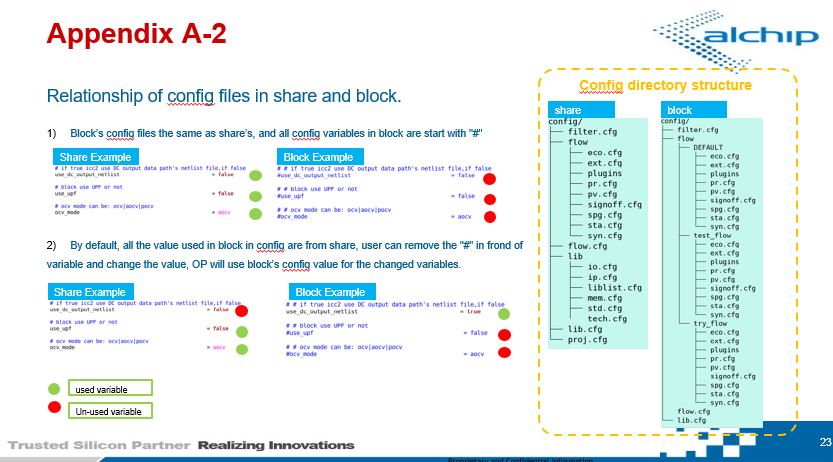 Appendix A-2
alchip
Relationship of config files in share and block.
1) Block's config files the same as share's, and all config variables in block are start with "#"
Share Example
# if true icc2 use DC output data path's netlist file,if false
use_dc_output_netlist = false
# block use UPF or not
use_upf = false
# ocv mode can be: ocv|aocv|pocv
ocv_mode = aocv
Block Example
# # if true icc2 use DC output data path's netlist file,if false
#use_dc_output_netlist = false
# # block use UPF or not
#use_upf = false
# # ocv mode can be: ocv|aocv|pocv
#ocv_mode = aocv
2) By default, all the value used in block in config are from share, user can remove the "#" in frond of
variable and change the value, OP will use block's config value for the changed variables.
Share Example
# if true icc2 use DC output data path's netlist file,if false
use_dc_output_netlist = false
# block use UPF or not
use_upf = false
# ocv mode can be: ocv|aocv|pocv
ocv_mode = aocv
Block Example
# # if true icc2 use DC output data path's netlist file,if false
use_dc_output_netlist = true
# # block use UPF or not
#use_upf = false
# # ocv mode can be: ocv|aocv|pocv
#ocv_mode = aocv
used variable
Un-used variable
Config directory structure
share
config/
filter.cfg
flow
eco.cfg
ext.cfg
plugins
pr.cfg
pv.cfg
signoff.cfg
spg.cfg
sta.cfg
syn.cfg
flow.cfg
lib
io.cfg
ip.cfg
liblist.cfg
mem.cfg
std.cfg
tech.cfg
lib.cfg
proj.cfg
block
config/
filter.cfg
flow
DEFAULT
eco.cfg
ext.cfg
plugins
pr.cfg
pv.cfg
signoff.cfg
spg.cfg
sta.cfg
syn.cfg
test_flow
eco.cfg
ext.cfg
plugins
pr.cfg
pv.cfg
signoff.cfg
spg.cfg
sta.cfg
syn.cfg
try_flow
eco.cfg
ext.cfg
plugins
pr.cfg
pv.cfg
signoff.cfg
spg.cfg
sta.cfg
syn.cfg
flow.cfg
lib.cfg
Trusted Silicon Partner Realizing Innovations
23
Proprietary and Confidential Information